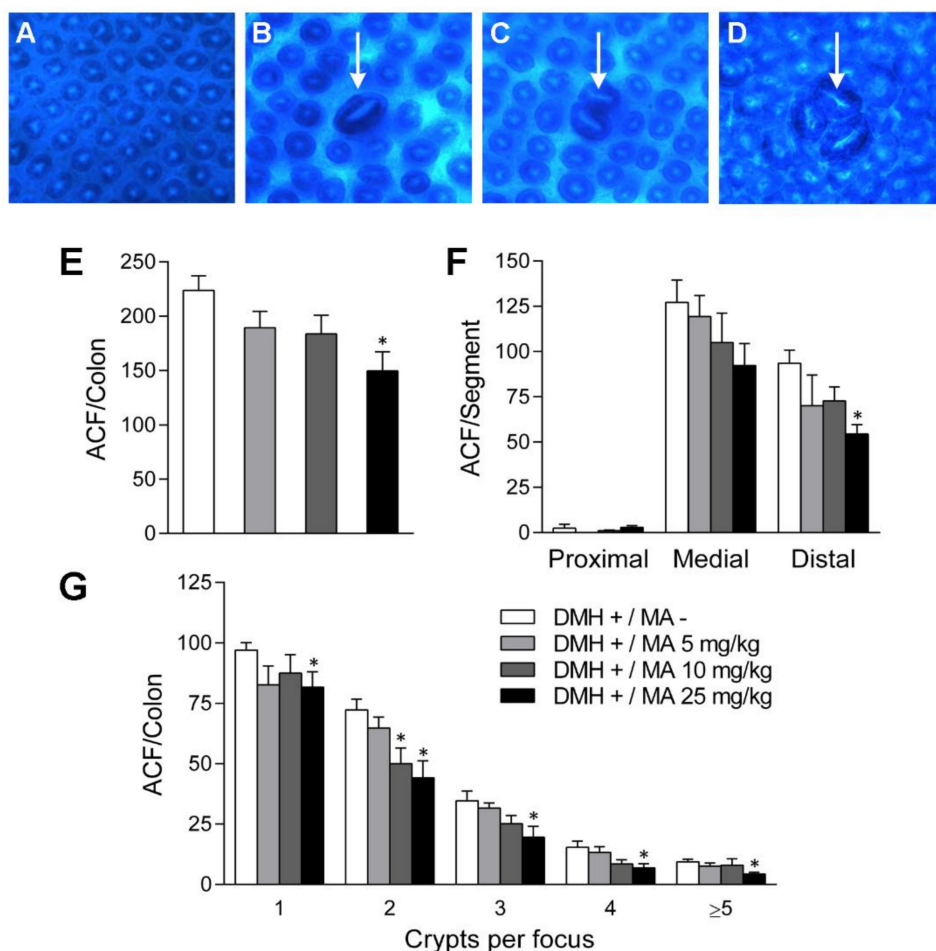 A B C D
E
250
200
150
100
50
0
ACF/Colon
*
F
150
125
100
75
50
25
0
ACF/Segment
*
Proximal Medial Distal
G
125
100
75
50
25
0
ACF/Colon
DMH + / MA -
DMH + / MA 5 mg/kg
DMH + / MA 10 mg/kg
DMH + / MA 25 mg/kg
* * * * * *
1 2 3 4 ≥5
Crypts per focus